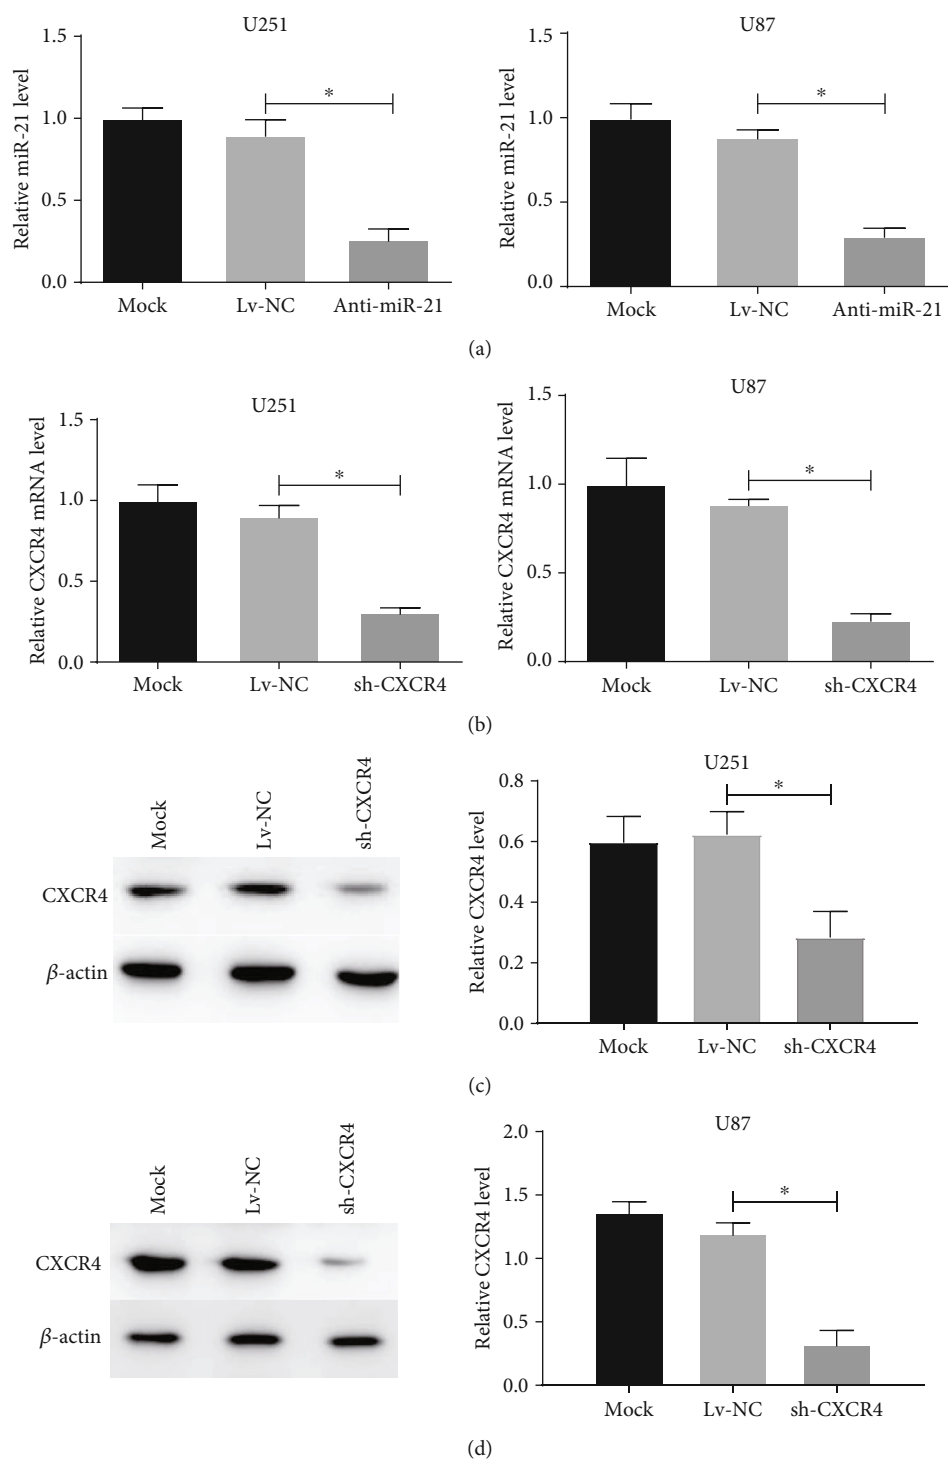 U251
Relative miR-21 level
1.5
1.0
0.5
0.0
*
Mock Lv-NC Anti-miR-21
U87
Relative miR-21 level
1.5
1.0
0.5
0.0
*
Mock Lv-NC Anti-miR-21
(a)
U251
Relative CXCR4 mRNA level
1.5
1.0
0.5
0.0
*
Mock Lv-NC sh-CXCR4
U87
Relative CXCR4 mRNA level
1.5
1.0
0.5
0.0
*
Mock Lv-NC sh-CXCR4
(b)
Mock Lv-NC sh-CXCR4
CXCR4
β-actin
U251
Relative CXCR4 level
0.8
0.6
0.4
0.2
0.0
*
Mock Lv-NC sh-CXCR4
(c)
Mock Lv-NC sh-CXCR4
CXCR4
β-actin
U87
Relative CXCR4 level
2.0
1.5
1.0
0.5
0.0
*
Mock Lv-NC sh-CXCR4
(d)